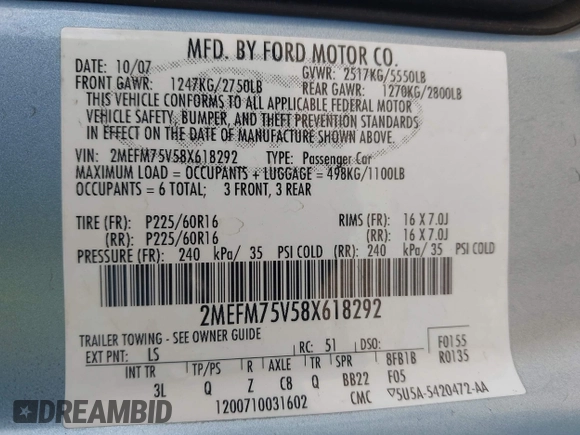 MFD. BY FORD MOTOR CO.
DATE: 10/07 GVWR: 2517KG/5550LB
FRONT GAWR: 1247KG/2750LB REAR GAWR: 1270KG/2800LB
THIS VEHICLE CONFORMS TO ALL APPLICABLE FEDERAL MOTOR
VEHICLE SAFETY, BUMPER, AND THEFT PREVENTION STANDARDS
IN EFFECT ON THE DATE OF MANUFACTURE SHOWN ABOVE.
VIN: 2MEFM75V58X618292 TYPE: Passenger Car
MAXIMUM LOAD = OCCUPANTS + LUGGAGE = 498KG/1100LB
OCCUPANTS = 6 TOTAL; 3 FRONT, 3 REAR
TIRE (FR): P225/60R16 RIMS (FR): 16 X 7.0J
(RR): P225/60R16 (RR): 16 X 7.0J
PRESSURE (FR): 240 kPa/ 35 PSI COLD (RR): 240 kPa/ 35 PSI COLD
2MEFM75V58X618292
TRAILER TOWING - SEE OWNER GUIDE
EXT PNT: LS RC: 51 DSO: F0155
INT TR TP/PS R AXLE TR SPR 8FB1B R0135
3L Q Z C8 Q BB22 F05
1200710031602 CMC ▽5U5A-5420472-AA